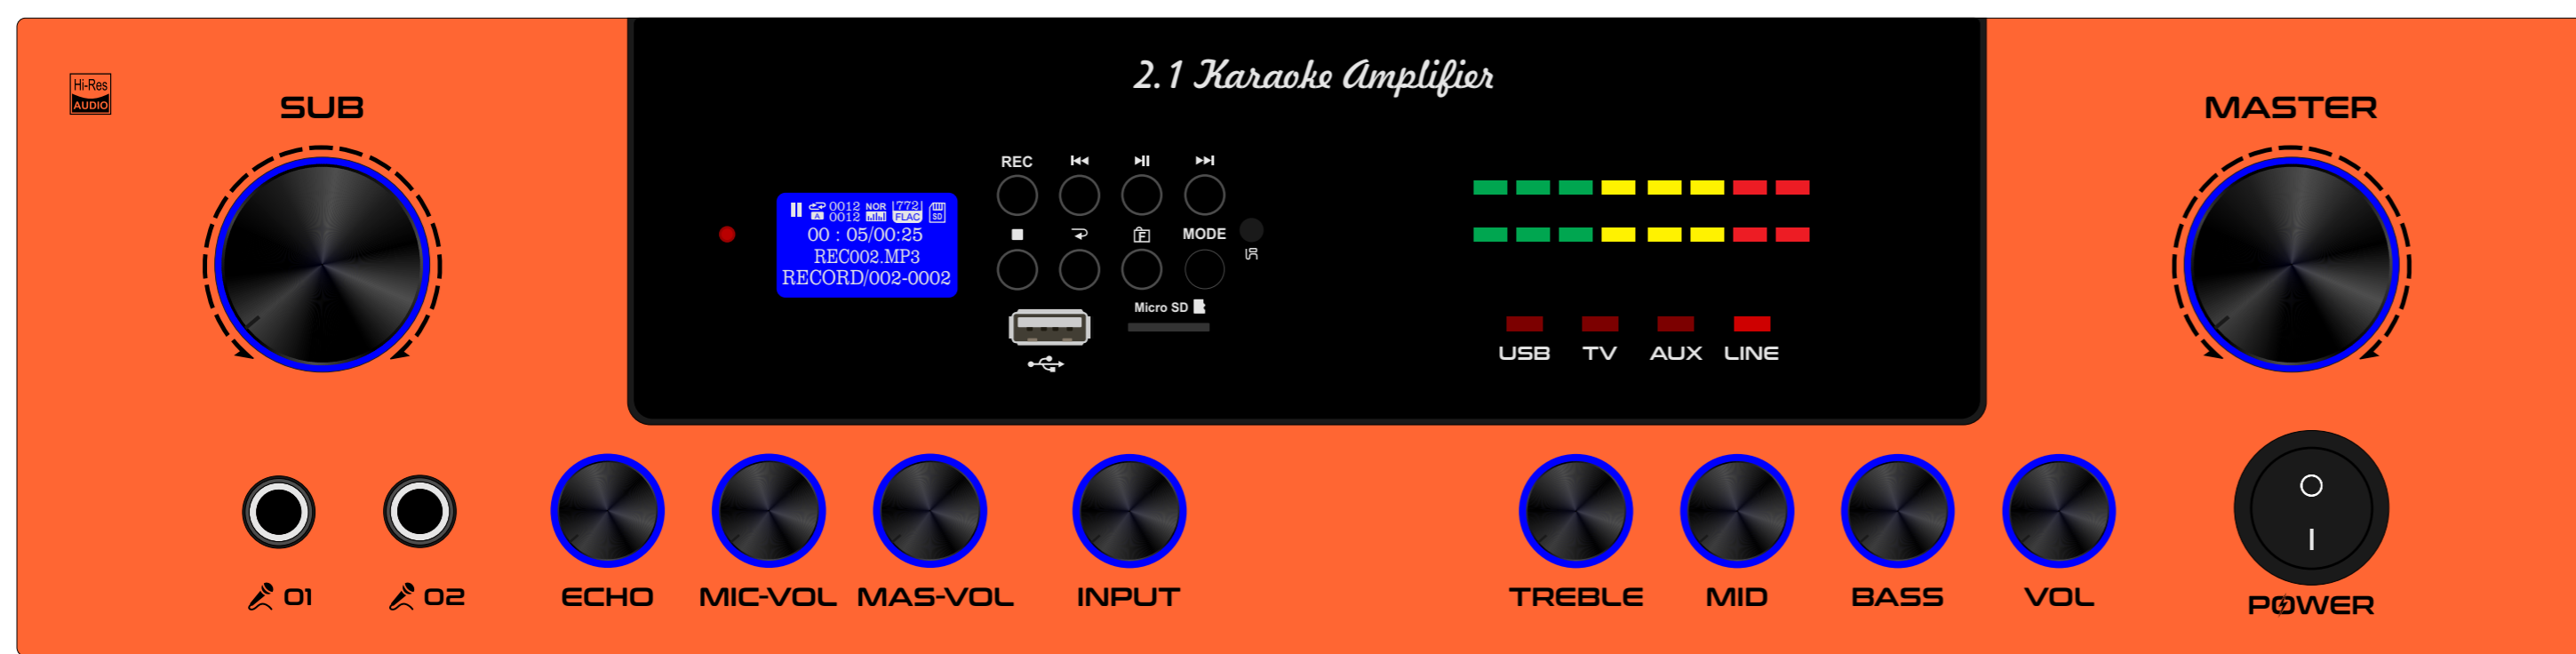 2.1 Karaoke Amplifier
Hi-Res
AUDIO
SUB
MASTER
REC
0012 NOR 772
A 0012 FLAC SD
00 : 05/00:25
REC002.MP3
RECORD/002-0002
F
MODE
IR
Micro SD
USB TV AUX LINE
01 02
ECHO MIC-VOL MAS-VOL INPUT
TREBLE MID BASS VOL
POWER